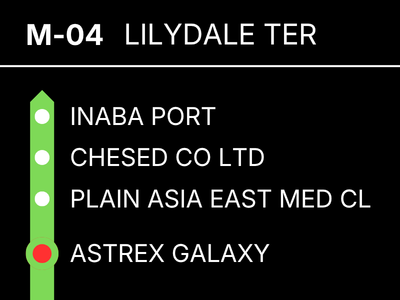 M-04 LILYDALE TER
INABA PORT
CHESED CO LTD
PLAIN ASIA EAST MED CL
ASTREX GALAXY